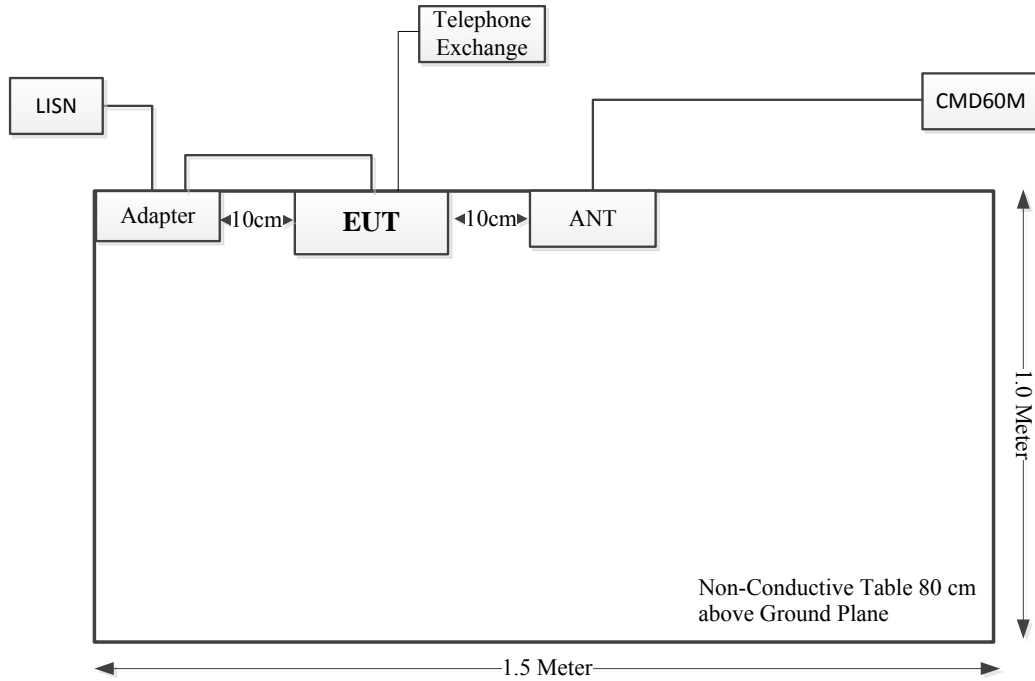 Telephone
Exchange
LISN
CMD60M
Adapter
10cm
EUT
10cm
ANT
1.0 Meter
Non-Conductive Table 80 cm
above Ground Plane
1.5 Meter